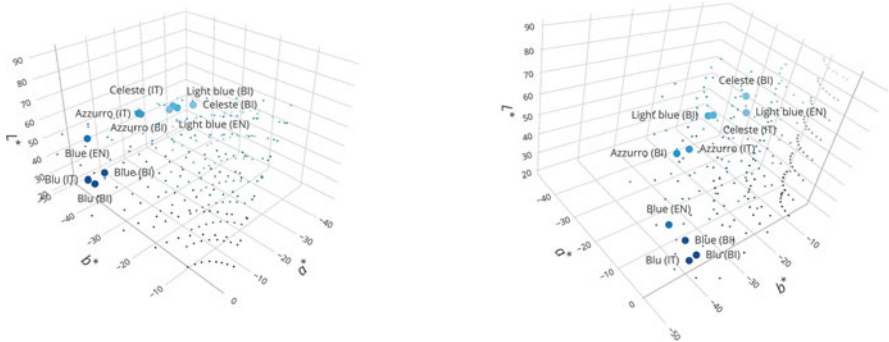 90
80
70
60
50
40
30
20
L*
Celeste (IT)
Light blue (BI)
Celeste (BI)
Azzurro (IT)
Azzurro (BI)
Light blue (EN)
Blue (EN)
Blu (IT)
Blue (BI)
Blu (BI)
−40
−30
−20
−10
b*
0
−10
−20
−30
−40
a*
90
80
70
60
50
40
30
20
L*
Celeste (BI)
Light blue (BI)
Light blue (EN)
Celeste (IT)
Azzurro (BI)
Azzurro (IT)
Blue (EN)
Blue (BI)
Blu (IT)
Blu (BI)
−40
−30
−20
−10
0
a*
−50
−40
−30
−20
−10
b*